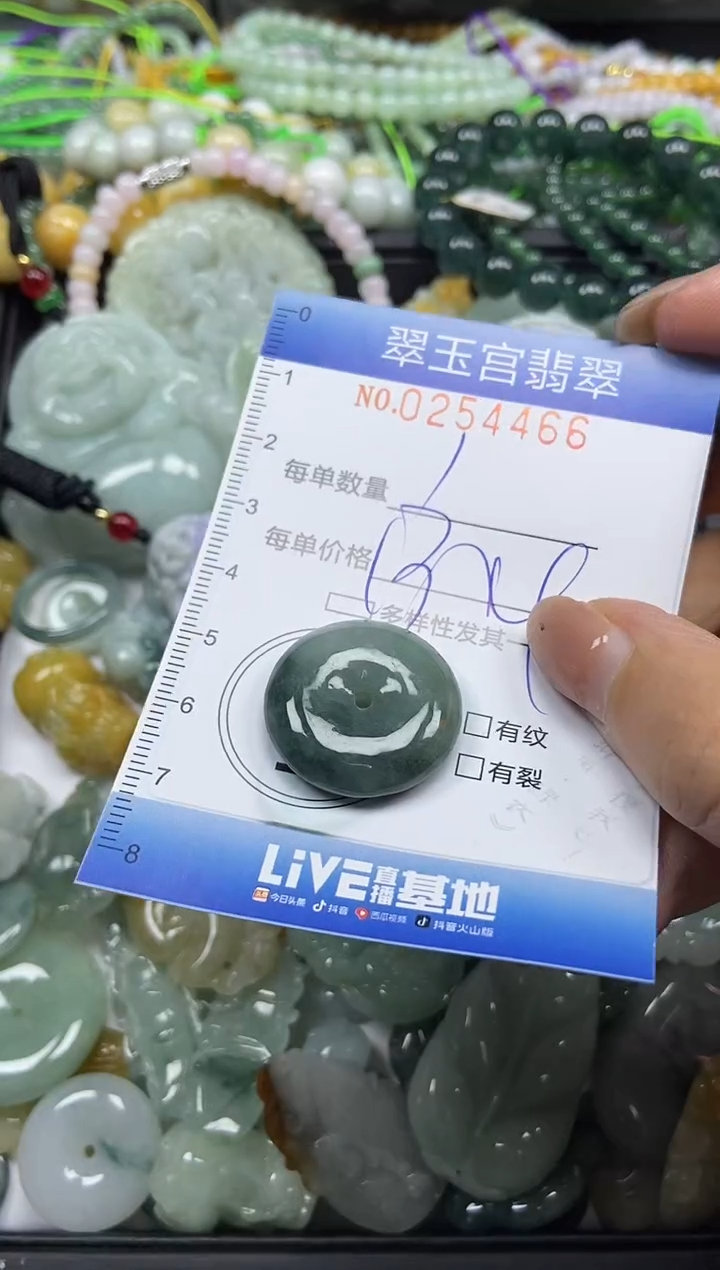 0
翠玉宫翡翠
1
NO.0254466
2
每单数量
3
每单价格
4
多样性发其
5
6
有纹
有裂
7
8
LiVE直播基地
今日头条 抖音 西瓜视频 抖音火山版